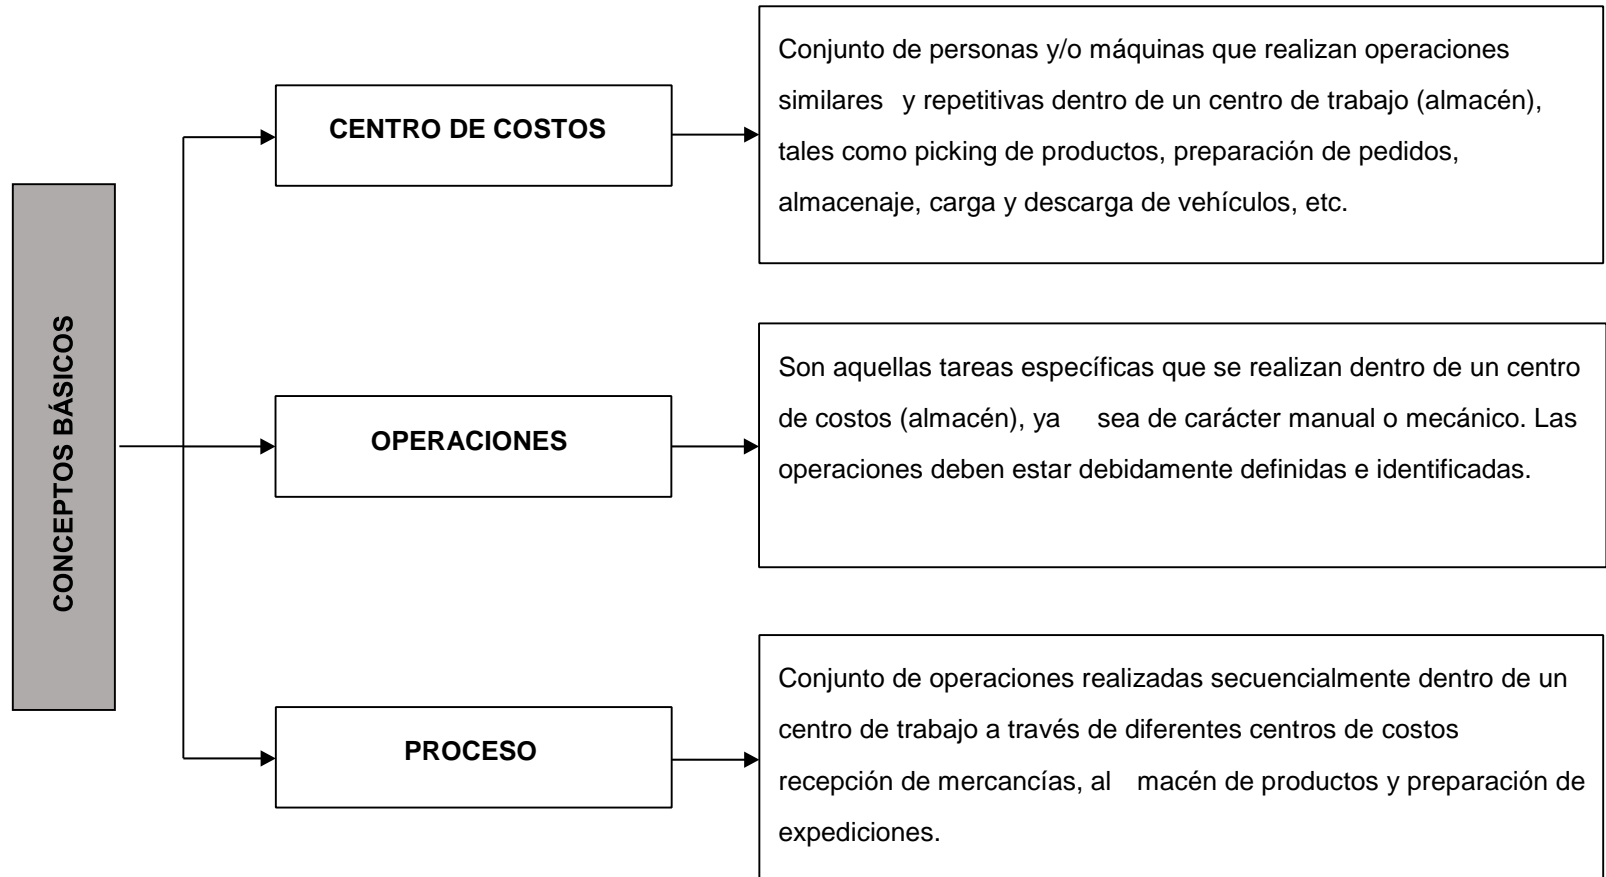 CONCEPTOS BÁSICOS
CENTRO DE COSTOS
Conjunto de personas y/o máquinas que realizan operaciones
similares y repetitivas dentro de un centro de trabajo (almacén),
tales como picking de productos, preparación de pedidos,
almacenaje, carga y descarga de vehículos, etc.
OPERACIONES
Son aquellas tareas específicas que se realizan dentro de un centro
de costos (almacén), ya sea de carácter manual o mecánico. Las
operaciones deben estar debidamente definidas e identificadas.
PROCESO
Conjunto de operaciones realizadas secuencialmente dentro de un
centro de trabajo a través de diferentes centros de costos
recepción de mercancías, al macén de productos y preparación de
expediciones.